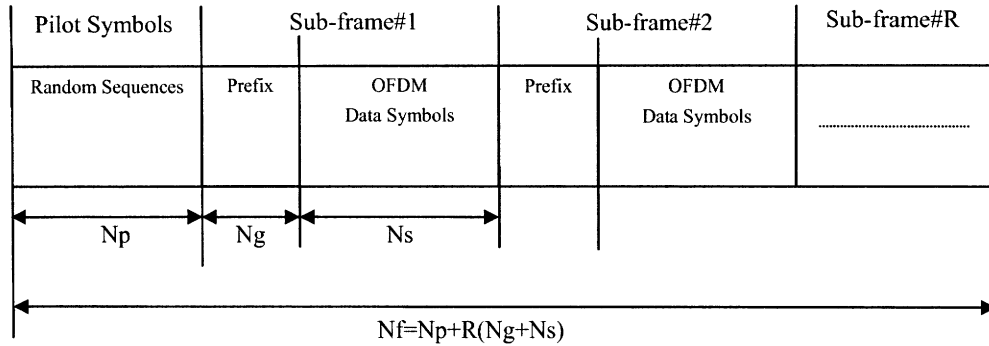 Pilot Symbols Sub-frame#1 Sub-frame#2 Sub-frame#R
Random Sequences Prefix OFDM Data Symbols Prefix OFDM Data Symbols ............................
Np Ng Ns
Nf=Np+R(Ng+Ns)